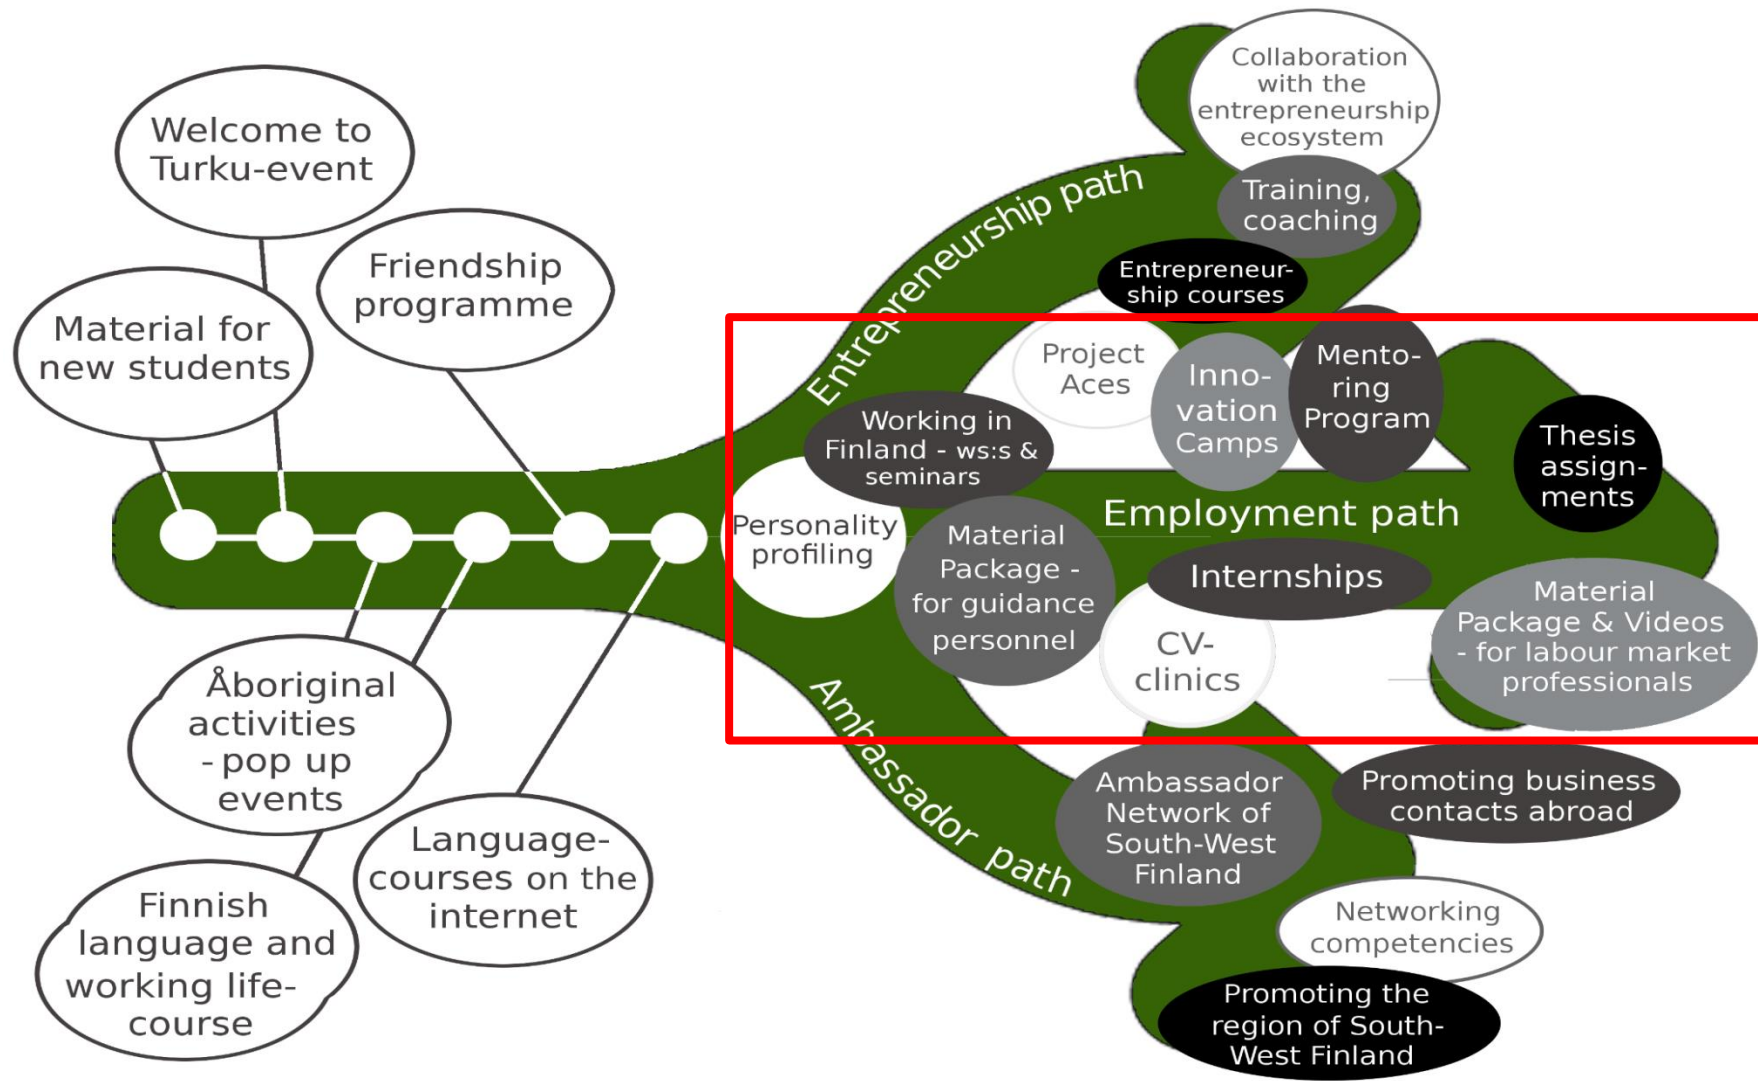 Welcome to
Turku-event
Friendship
programme
Material for
new students
Åboriginal
activities
- pop up
events
Language-
courses on the
internet
Finnish
language and
working life-
course
Personality
profiling
Entrepreneurship path
Collaboration
with the
entrepreneurship
ecosystem
Training,
coaching
Entrepreneur-
ship courses
Project
Aces
Inno-
vation
Camps
Mento-
ring
Program
Working in
Finland - ws:s &
seminars
Thesis
assign-
ments
Employment path
Material
Package -
for guidance
personnel
Internships
CV-
clinics
Material
Package & Videos
- for labour market
professionals
Ambassador path
Ambassador
Network of
South-West
Finland
Promoting business
contacts abroad
Networking
competencies
Promoting the
region of South-
West Finland